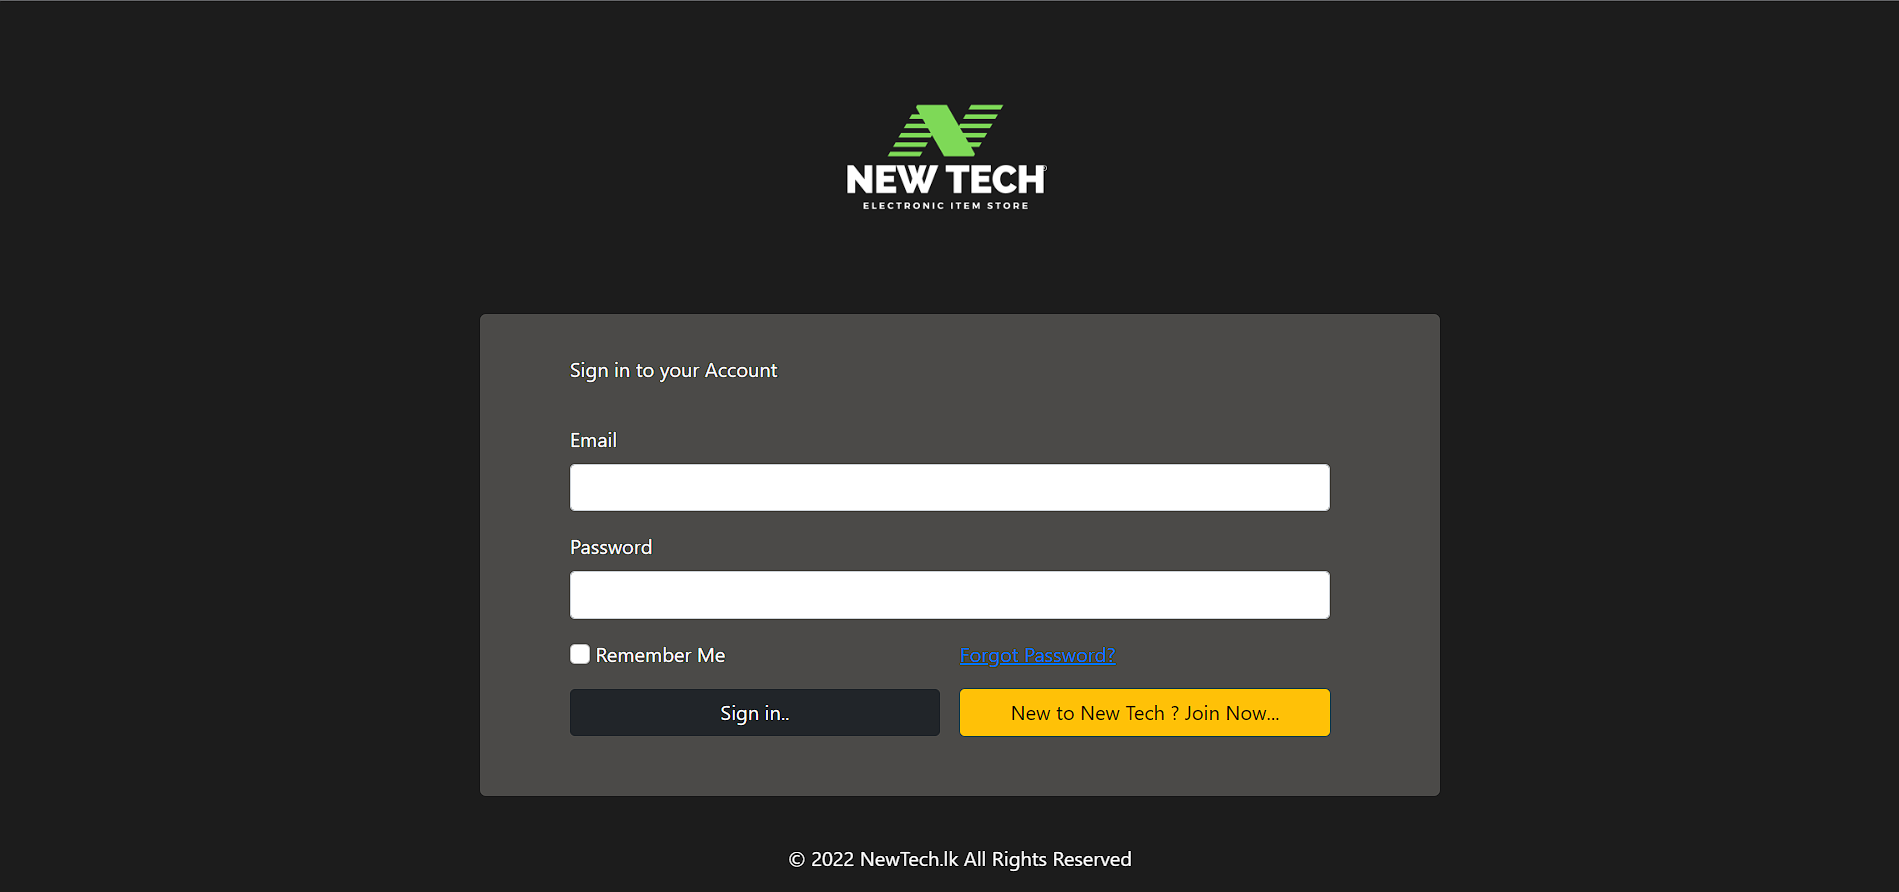 NEW TECH
ELECTRONIC ITEM STORE
Sign in to your Account
Email
Password
Remember Me
Forgot Password?
Sign in..
New to New Tech ? Join Now...
© 2022 NewTech.lk All Rights Reserved